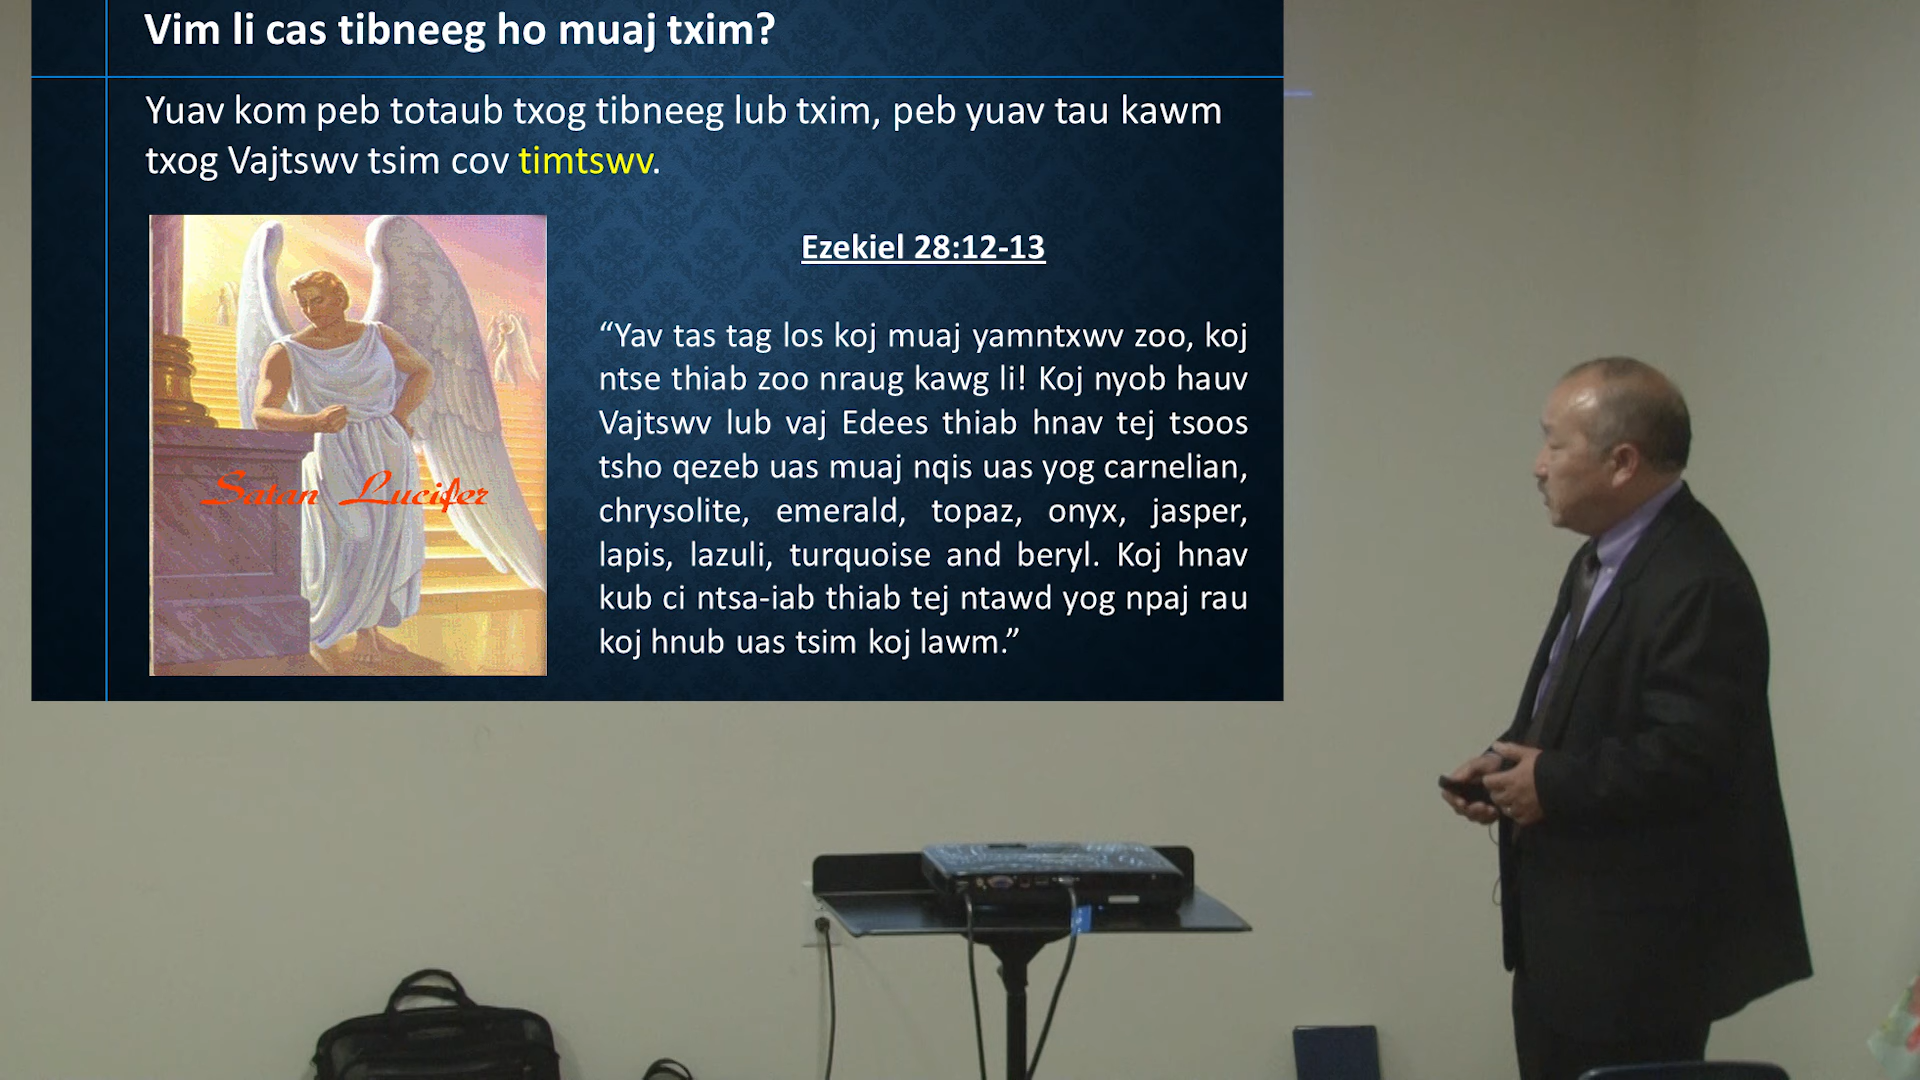 Vim li cas tibneeg ho muaj txim?
Yuav kom peb totaub txog tibneeg lub txim, peb yuav tau kawm
txog Vajtswv tsim cov timtswv.
Satan Lucifer
Ezekiel 28:12-13
“Yav tas tag los koj muaj yamntxwv zoo, koj
ntse thiab zoo nraug kawg li! Koj nyob hauv
Vajtswv lub vaj Edees thiab hnav tej tsoos
tsho qezeb uas muaj nqis uas yog carnelian,
chrysolite, emerald, topaz, onyx, jasper,
lapis, lazuli, turquoise and beryl. Koj hnav
kub ci ntsa-iab thiab tej ntawd yog npaj rau
koj hnub uas tsim koj lawm.”